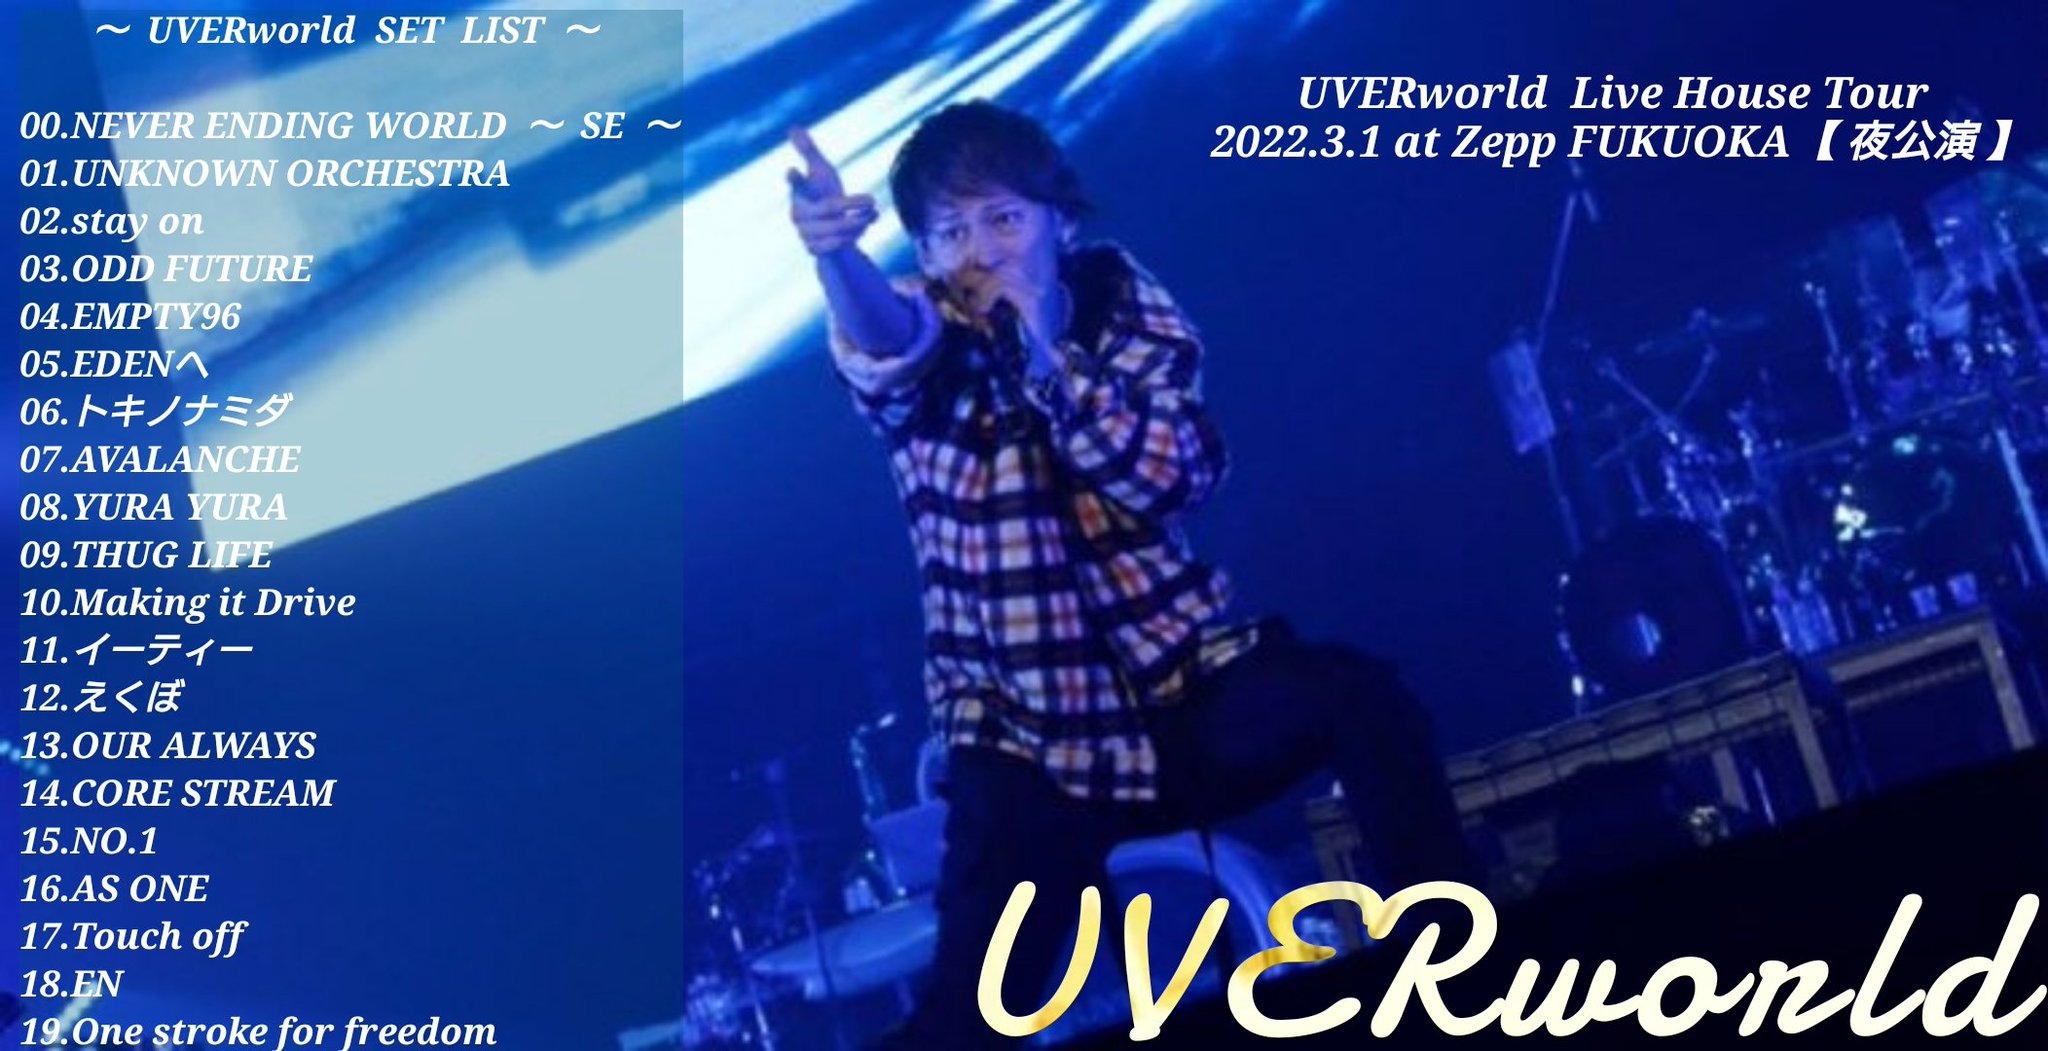 ～ UVERworld SET LIST ～
00.NEVER ENDING WORLD ～ SE ～
01.UNKNOWN ORCHESTRA
02.stay on
03.ODD FUTURE
04.EMPTY96
05.EDENへ
06.トキノナミダ
07.AVALANCHE
08.YURA YURA
09.THUG LIFE
10.Making it Drive
11.イーティー
12.えくぼ
13.OUR ALWAYS
14.CORE STREAM
15.NO.1
16.AS ONE
17.Touch off
18.EN
19.One stroke for freedom
UVERworld Live House Tour
2022.3.1 at Zepp FUKUOKA【 夜公演 】
UVERworld